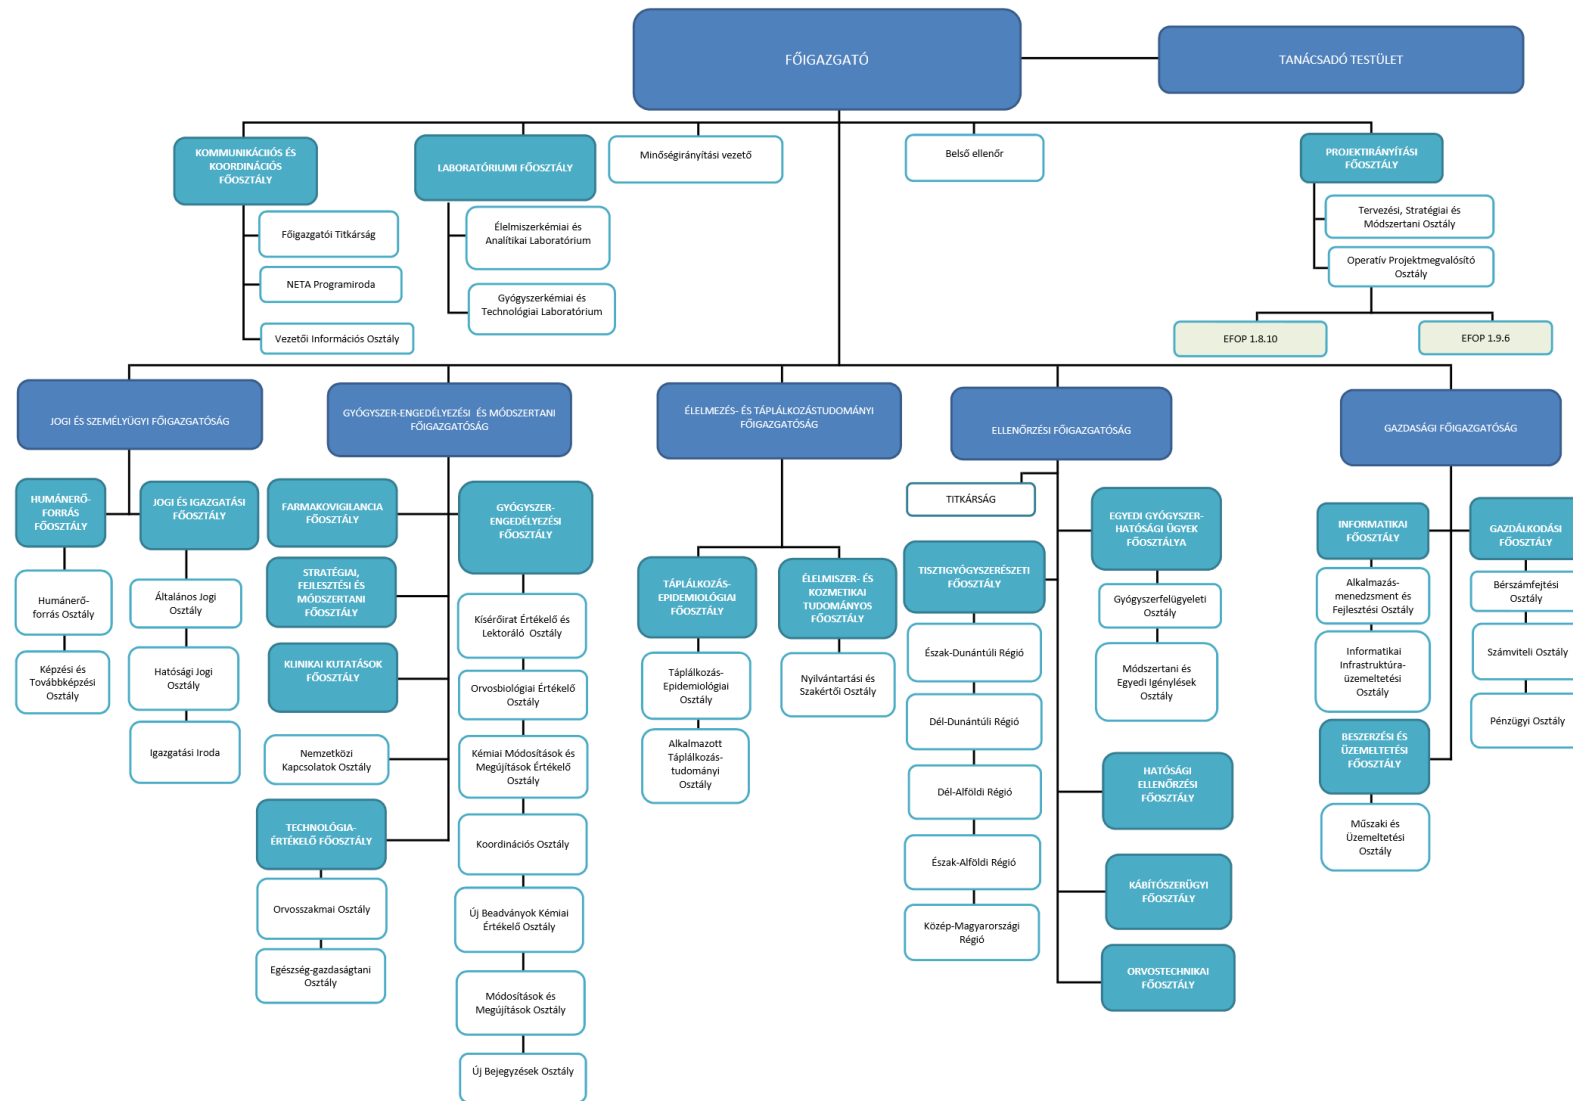 FŐIGAZGATÓ
TANÁCSADÓ TESTÜLET
KOMMUNIKÁCIIÓS ÉS
KOORDINÁCIÓS
FŐOSZTÁLY
LABORATÓRIUMI FŐOSZTÁLY
Minőségirányítási vezető
Belső ellenőr
PROJEKTIRÁNYÍTÁSI
FŐOSZTÁLY
Főigazgatói Titkárság
NETA Programiroda
Vezetői Információs Osztály
Élelmiszerkémiai és
Analítikai Laboratórium
Gyógyszerkémiai és
Technológiai Laboratórium
Tervezési, Stratégiai és
Módszertani Osztály
Operatív Projektmegvalósító
Osztály
EFOP 1.8.10
EFOP 1.9.6
JOGI ÉS SZEMÉLYÜGYI FŐIGAZGATÓSÁG
GYÓGYSZER-ENGEDÉLYEZÉSI ÉS MÓDSZERTANI
FŐIGAZGATÓSÁG
ÉLELMEZÉS- ÉS TÁPLÁLKOZÁSTUDOMÁNYI
FŐIGAZGATÓSÁG
ELLENŐRZÉSI FŐIGAZGATÓSÁG
GAZDASÁGI FŐIGAZGATÓSÁG
HUMÁNERŐ-
FORRÁS
FŐOSZTÁLY
Humánerő-
forrás Osztály
Képzési és
Továbbképzési
Osztály
JOGI ÉS IGAZGATÁSI
FŐOSZTÁLY
Általános Jogi
Osztály
Hatósági Jogi
Osztály
Igazgatási Iroda
FARMAKOVIGILANCIA
FŐOSZTÁLY
STRATÉGIAI,
FEJLESZTÉSI ÉS
MÓDSZERTANI
FŐOSZTÁLY
KLINIKAI KUTATÁSOK
FŐOSZTÁLY
Nemzetközi
Kapcsolatok Osztály
TECHNOLÓGIA-
ÉRTÉKELŐ FŐOSZTÁLY
Orvosszakmai Osztály
Egészség-gazdaságtani
Osztály
GYÓGYSZER-
ENGEDÉLYEZÉSI
FŐOSZTÁLY
Kísérőirat Értékelő és
Lektoráló Osztály
Orvosbiológiai Értékelő
Osztály
Kémiai Módosítások és
Megújítások Értékelő
Osztály
Koordinációs Osztály
Új Beadványok Kémiai
Értékelő Osztály
Módosítások és
Megújítások Osztály
Új Bejegyzések Osztály
TÁPLÁLKOZÁS-
EPIDEMIOLÓGIAI
FŐOSZTÁLY
Táplálkozás-
Epidemiológiai
Osztály
Alkalmazott
Táplálkozás-
tudományi
Osztály
ÉLELMISZER- ÉS
KOZMETIKAI
TUDOMÁNYOS
FŐOSZTÁLY
Nyilvántartási és
Szakértői Osztály
TITKÁRSÁG
TISZTIGYÓGYSZERÉSZETI
FŐOSZTÁLY
Észak-Dunántúli Régió
Dél-Dunántúli Régió
Dél-Alföldi Régió
Észak-Alföldi Régió
Közép-Magyarországi
Régió
EGYEDI GYÓGYSZER-
HATÓSÁGI ÜGYEK
FŐOSZTÁLYA
Gyógyszerfelügyeleti
Osztály
Módszertani és
Egyedi Igénylések
Osztály
HATÓSÁGI
ELLENŐRZÉSI
FŐOSZTÁLY
KÁBÍTÓSZERÜGYI
FŐOSZTÁLY
ORVOSTECHNIKAI
FŐOSZTÁLY
INFORMATIKAI
FŐOSZTÁLY
Alkalmazás-
menedzsment és
Fejlesztési Osztály
Informatikai
Infrastruktúra-
üzemeltetési
Osztály
BESZERZÉSI ÉS
ÜZEMELTETÉSI
FŐOSZTÁLY
Műszaki és
Üzemeltetési
Osztály
GAZDÁLKODÁSI
FŐOSZTÁLY
Bérszámfejtési
Osztály
Számviteli Osztály
Pénzügyi Osztály